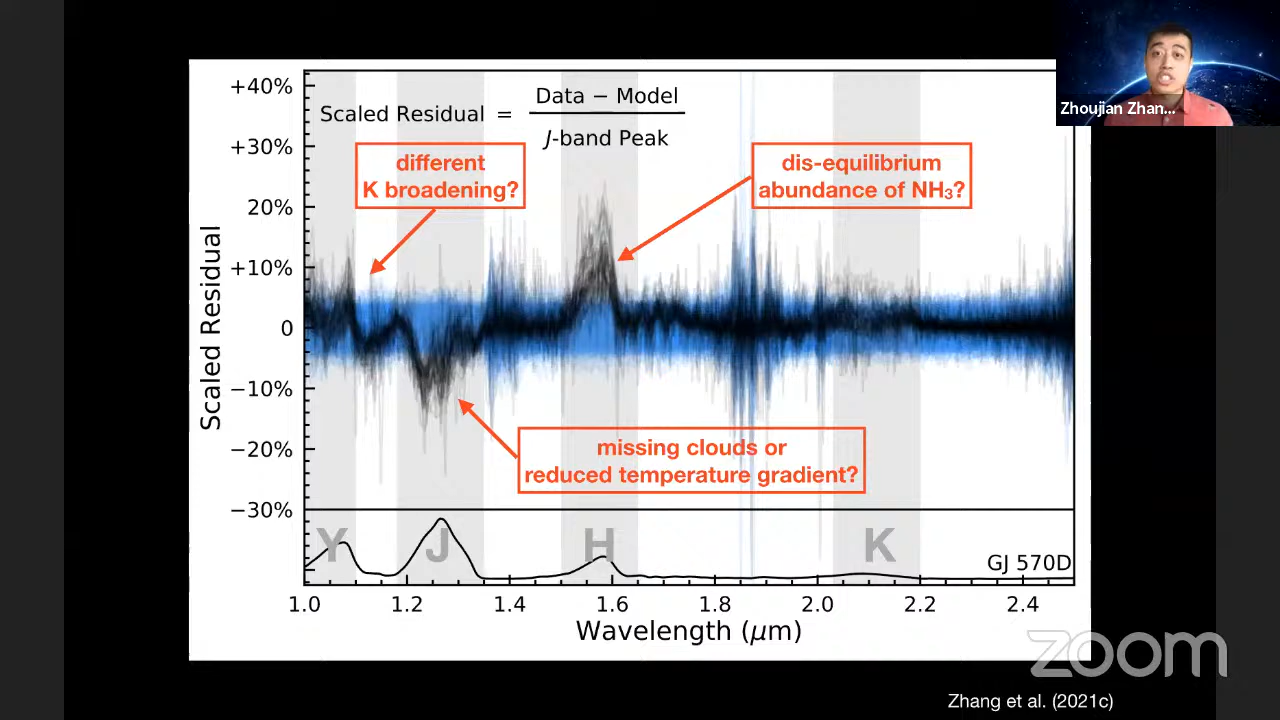 Zhoujian Zhan...
+40%
+30%
20%
+10%
0
−10%
−20%
−30%
Scaled Residual
Scaled Residual = Data − Model
J-band Peak
different
K broadening?
dis-equilibrium
abundance of NH₃?
missing clouds or
reduced temperature gradient?
Y J H K
GJ 570D
1.0 1.2 1.4 1.6 1.8 2.0 2.2 2.4
Wavelength (μm)
zoom
Zhang et al. (2021c)